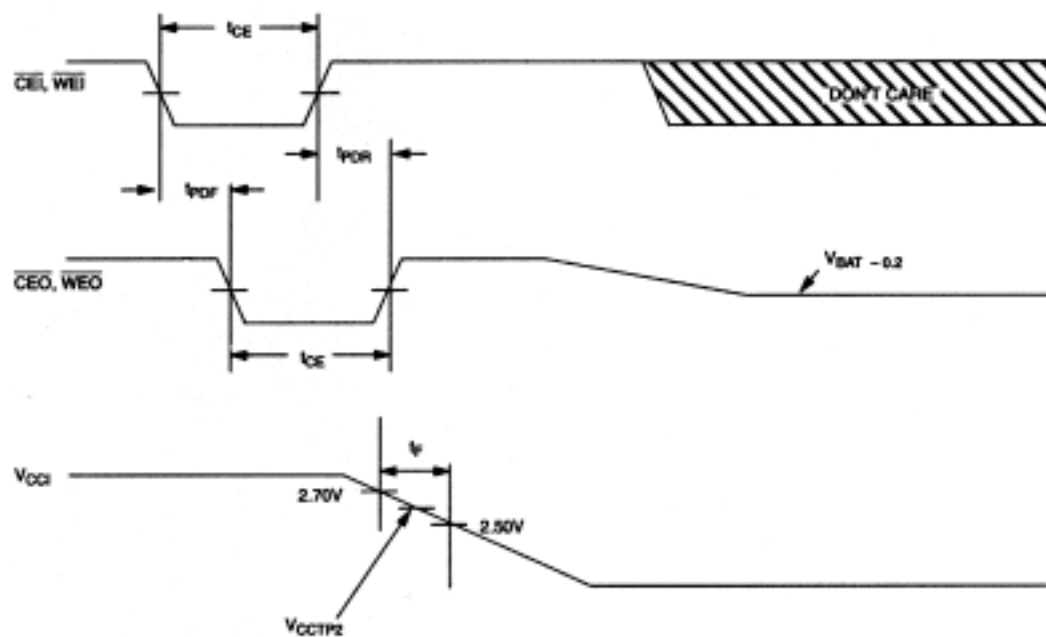 tCE
CEI, WEI
DON'T CARE
tPDR
tPDF
CEO, WEO
VBAT – 0.2
tCE
VCCI
tF
2.70V
2.50V
VCCTP2